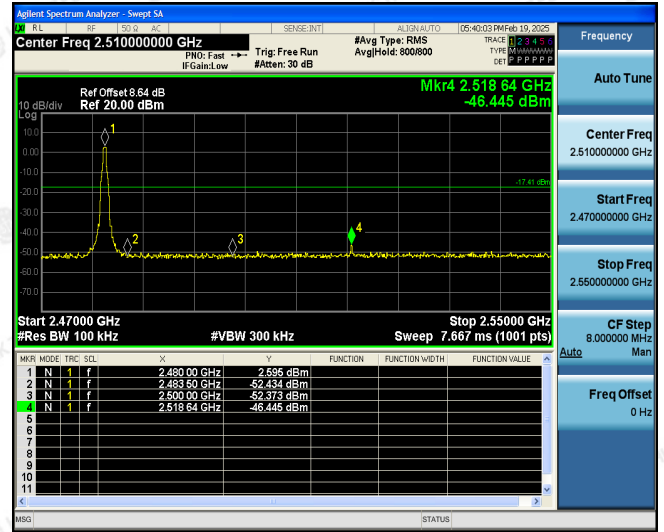 Agilent Spectrum Analyzer - Swept SA
LXI RL RF 50 Ω AC SENSE:INT ALIGN AUTO 05:40:03 PM Feb 19, 2025
Center Freq 2.510000000 GHz
PNO: Fast
IFGain:Low
Trig: Free Run
#Atten: 30 dB
#Avg Type: RMS
Avg|Hold: 800/800
TRACE 1 2 3 4 5 6
TYPE M W W W W W
DET P P P P P P
Ref Offset 8.64 dB
10 dB/div Ref 20.00 dBm
Log
Mkr4 2.518 64 GHz
-46.445 dBm
10.0
0.00
-10.0
-20.0
-30.0
-40.0
-50.0
-60.0
-70.0
1
2
3
4
-17.41 dBm
Start 2.47000 GHz Stop 2.55000 GHz
#Res BW 100 kHz #VBW 300 kHz Sweep 7.667 ms (1001 pts)
MKR MODE TRC SCL X Y FUNCTION FUNCTION WIDTH FUNCTION VALUE
1 N 1 f 2.480 00 GHz 2.595 dBm
2 N 1 f 2.483 50 GHz -52.434 dBm
3 N 1 f 2.500 00 GHz -52.373 dBm
4 N 1 f 2.518 64 GHz -46.445 dBm
5
6
7
8
9
10
11
MSG STATUS
Frequency
Auto Tune
Center Freq
2.510000000 GHz
Start Freq
2.470000000 GHz
Stop Freq
2.550000000 GHz
CF Step
8.000000 MHz
Auto Man
Freq Offset
0 Hz